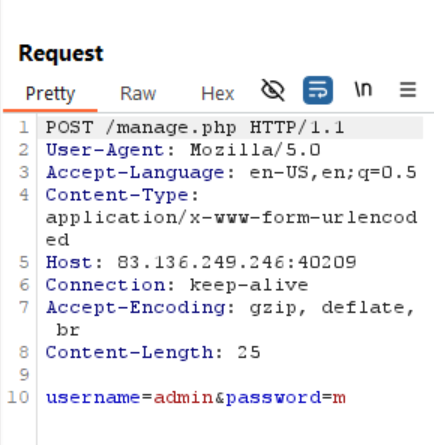 Request
Pretty Raw Hex \n
1 POST /manage.php HTTP/1.1
2 User-Agent: Mozilla/5.0
3 Accept-Language: en-US,en;q=0.5
4 Content-Type:
application/x-www-form-urlencod
ed
5 Host: 83.136.249.246:40209
6 Connection: keep-alive
7 Accept-Encoding: gzip, deflate,
br
8 Content-Length: 25
9
10 username=admin&password=m